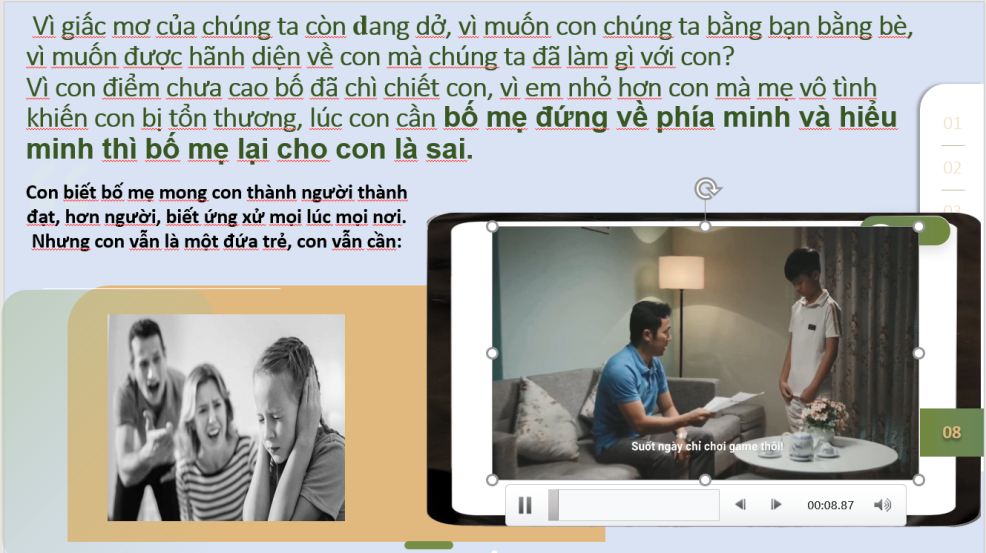 Vì giấc mơ của chúng ta còn dang dở, vì muốn con chúng ta bằng bạn bằng bè,
vì muốn được hãnh diện về con mà chúng ta đã làm gì với con?
Vì con điểm chưa cao bố đã chì chiết con, vì em nhỏ hơn con mà mẹ vô tình
khiến con bị tổn thương, lúc con cần bố mẹ đứng về phía minh và hiểu
minh thì bố mẹ lại cho con là sai.
01
02
03
Con biết bố mẹ mong con thành người thành
đạt, hơn người, biết ứng xử mọi lúc mọi nơi.
Nhưng con vẫn là một đứa trẻ, con vẫn cần:
Suốt ngày chỉ chơi game thôi!
08
00:08.87